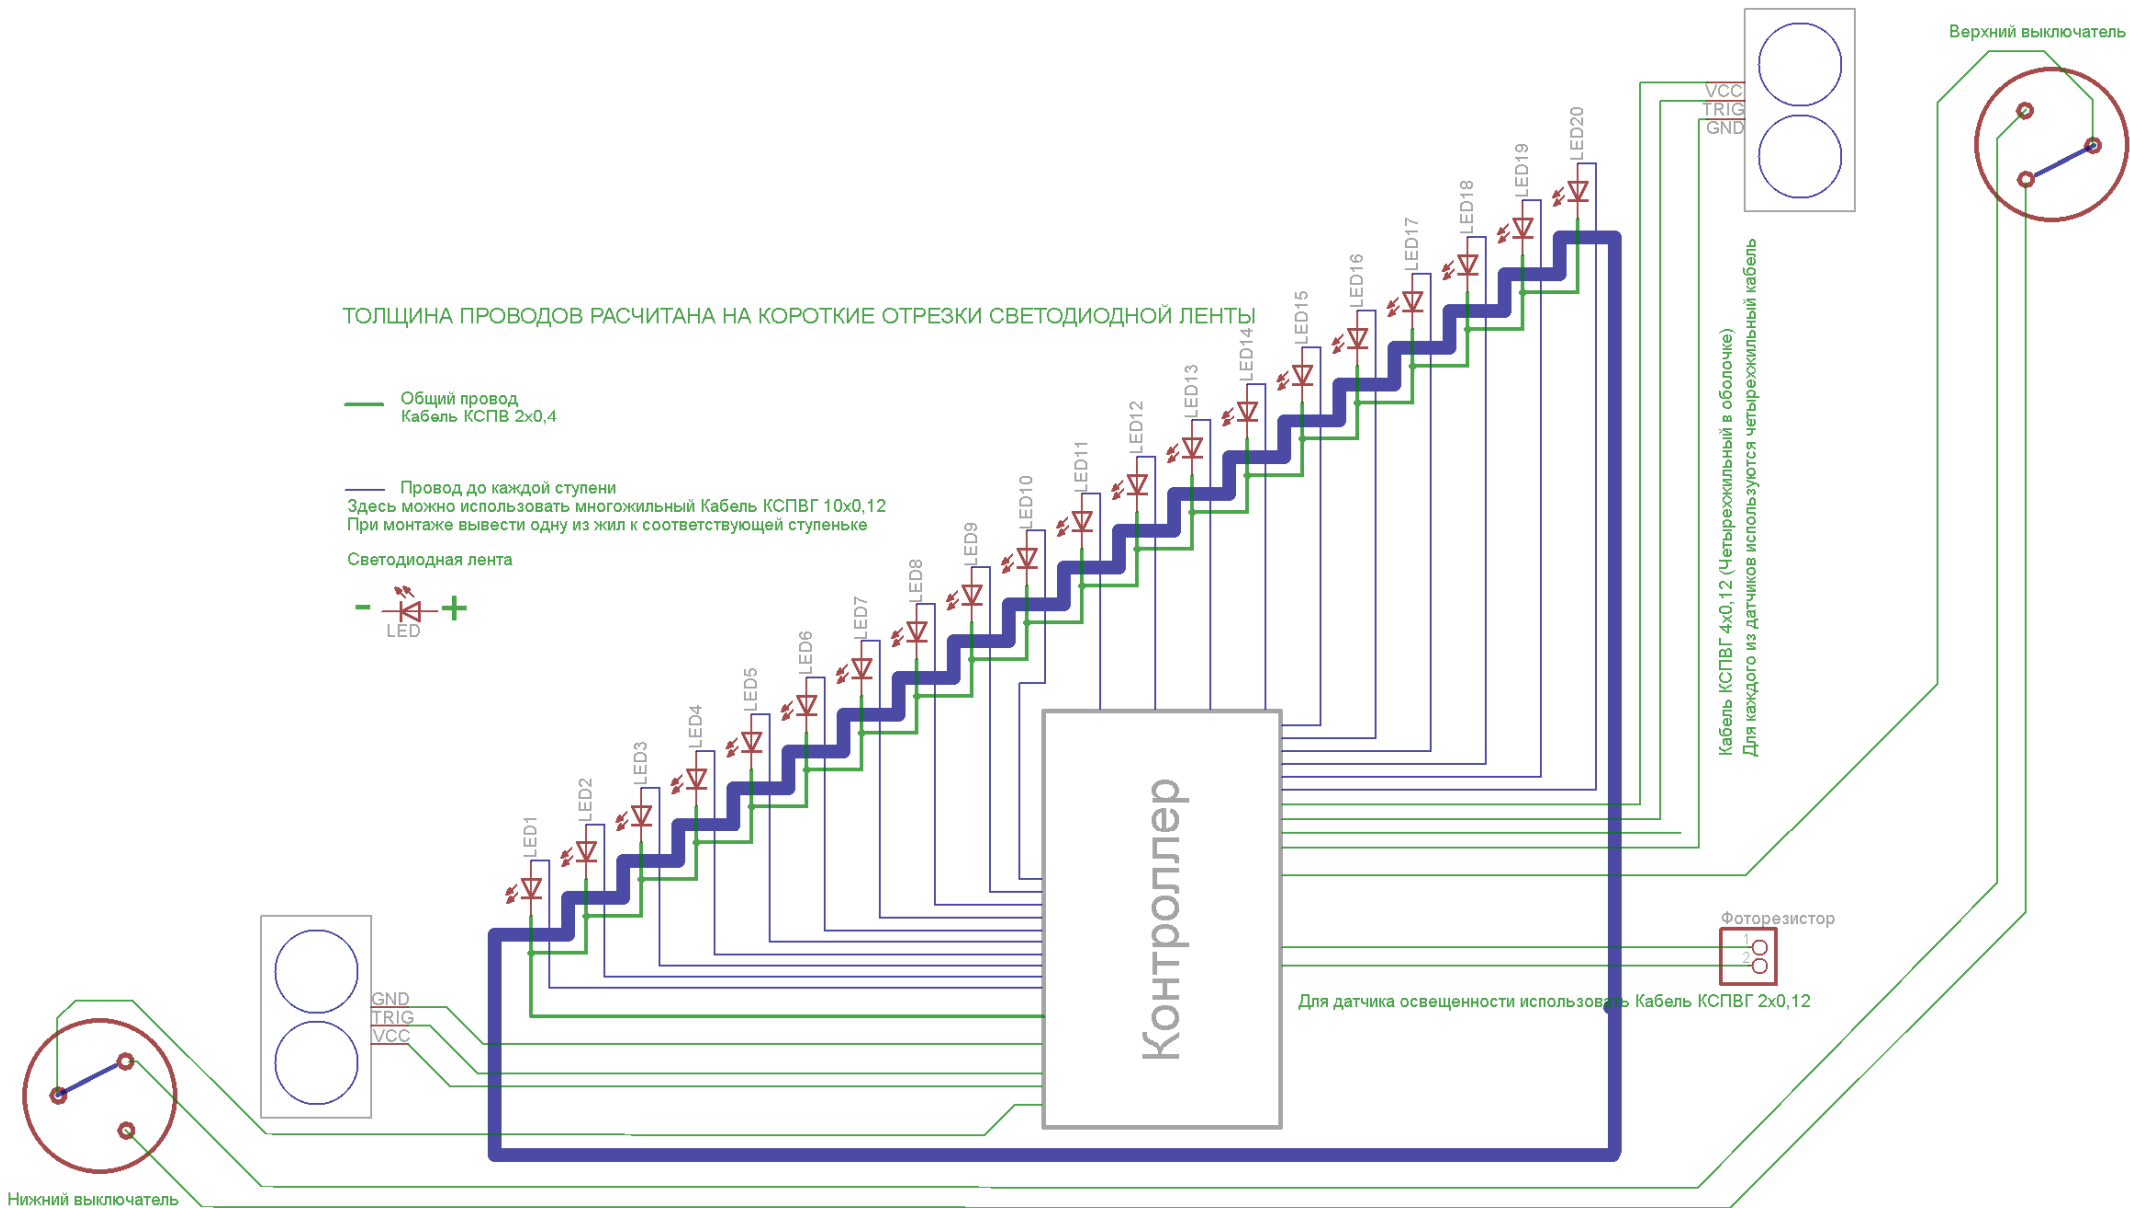 Верхний выключатель
VCC
TRIG
GND
LED20
LED19
LED18
LED17
LED16
LED15
LED14
LED13
LED12
LED11
LED10
LED9
LED8
LED7
LED6
LED5
LED4
LED3
LED2
LED1
ТОЛЩИНА ПРОВОДОВ РАСЧИТАНА НА КОРОТКИЕ ОТРЕЗКИ СВЕТОДИОДНОЙ ЛЕНТЫ
Общий провод
Кабель КСПВ 2х0,4
Провод до каждой ступени
Здесь можно использовать многожильный Кабель КСПВГ 10х0,12
При монтаже вывести одну из жил к соответствующей ступеньке
Светодиодная лента
- +
LED
Кабель КСПВГ 4х0,12 (Четырехжильный в оболочке)
Для каждого из датчиков используются четырехжильный кабель
Контроллер
Фоторезистор
1
2
Для датчика освещенности использовать Кабель КСПВГ 2х0,12
GND
TRIG
VCC
Нижний выключатель